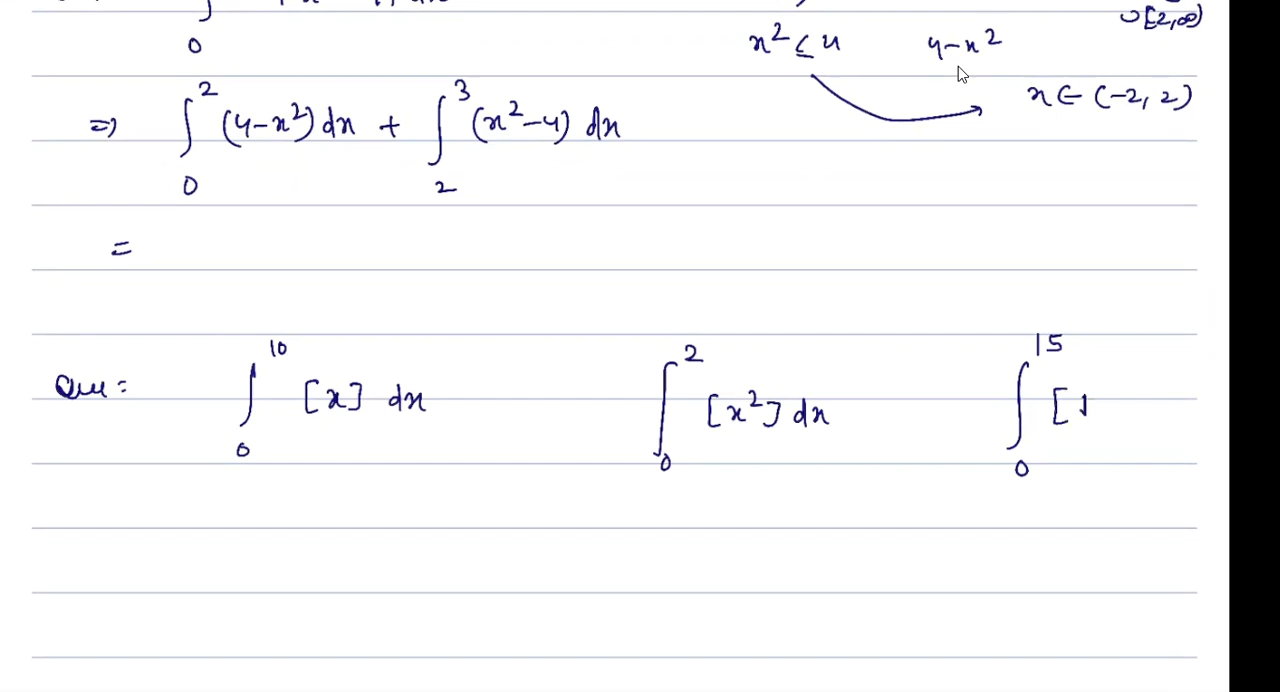 0
x² ≤ 4 4-x² ∪[2,∞)
⇒ ∫₀² (4-x²) dx + ∫₂³ (x²-4) dx x ∈ (-2, 2)
=
Que: ∫₀¹⁰ [x] dx ∫₀² [x²] dx ∫₀¹⁵ [